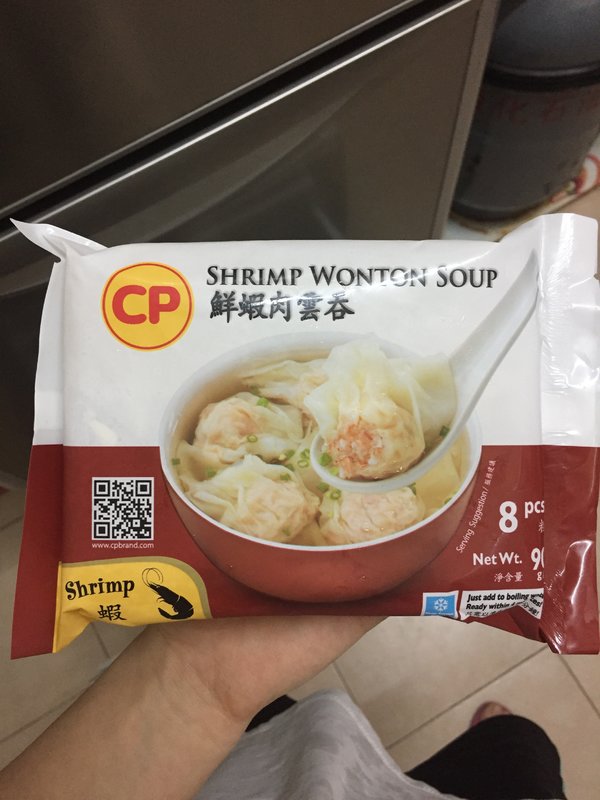 CP
SHRIMP WONTON SOUP
鮮蝦肉雲吞
www.cpbrand.com
Serving Suggestion/
8 pcs
Net Wt. 90
淨含量
Shrimp
蝦
Just add to boiling
Ready within